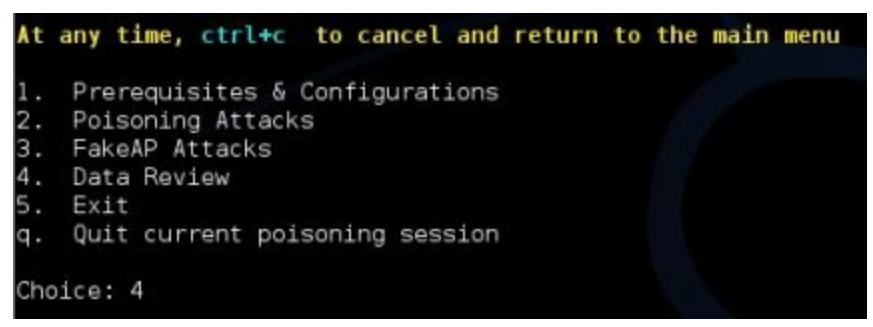 At any time, ctrl+c to cancel and return to the main menu
1. Prerequisites & Configurations
2. Poisoning Attacks
3. FakeAP Attacks
4. Data Review
5. Exit
q. Quit current poisoning session
Choice: 4